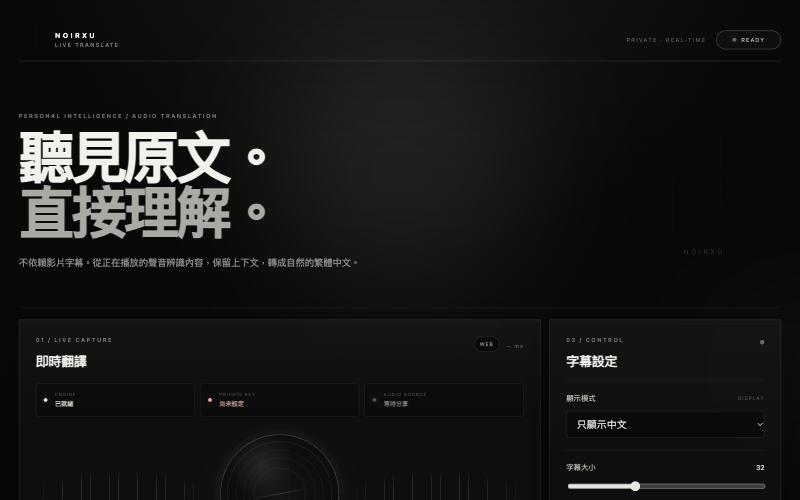 NOIRXU
LIVE TRANSLATE
PRIVATE · REAL-TIME
READY
PERSONAL INTELLIGENCE / AUDIO TRANSLATION
聽見原文。
直接理解。
不依賴影片字幕。從正在播放的聲音辨識內容，保留上下文，轉成自然的繁體中文。
NOIRXU
01 / LIVE CAPTURE
即時翻譯
WEB
— ms
ENGINE
已就緒
PRIVATE KEY
尚未設定
AUDIO SOURCE
等待分享
03 / CONTROL
字幕設定
顯示模式
DISPLAY
只顯示中文
字幕大小
32